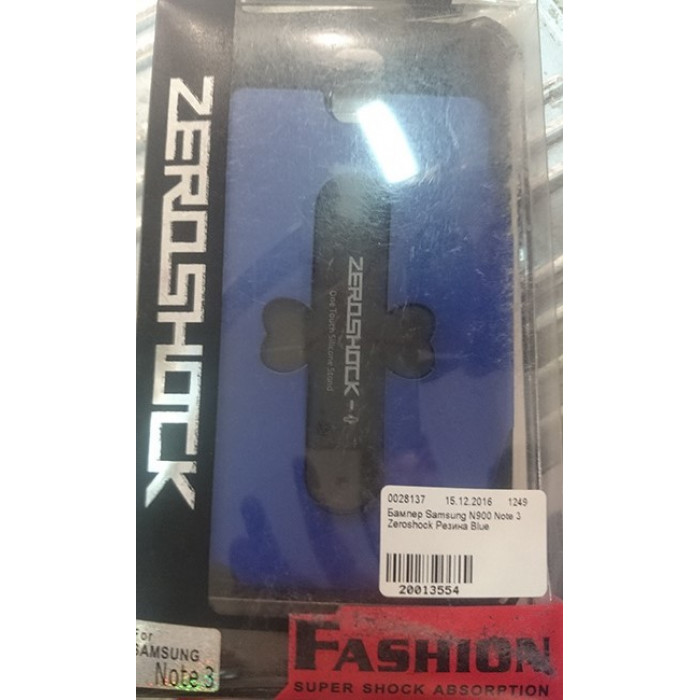 ZEROSHOCK
ZEROSHOCK
One Touch Silicone Stand
0028137 15.12.2016 1249
Бампер Samsung N900 Note 3
Zeroshock Резина Blue
20013554
For
SAMSUNG
Note 3
FASHION
SUPER SHOCK ABSORPTION